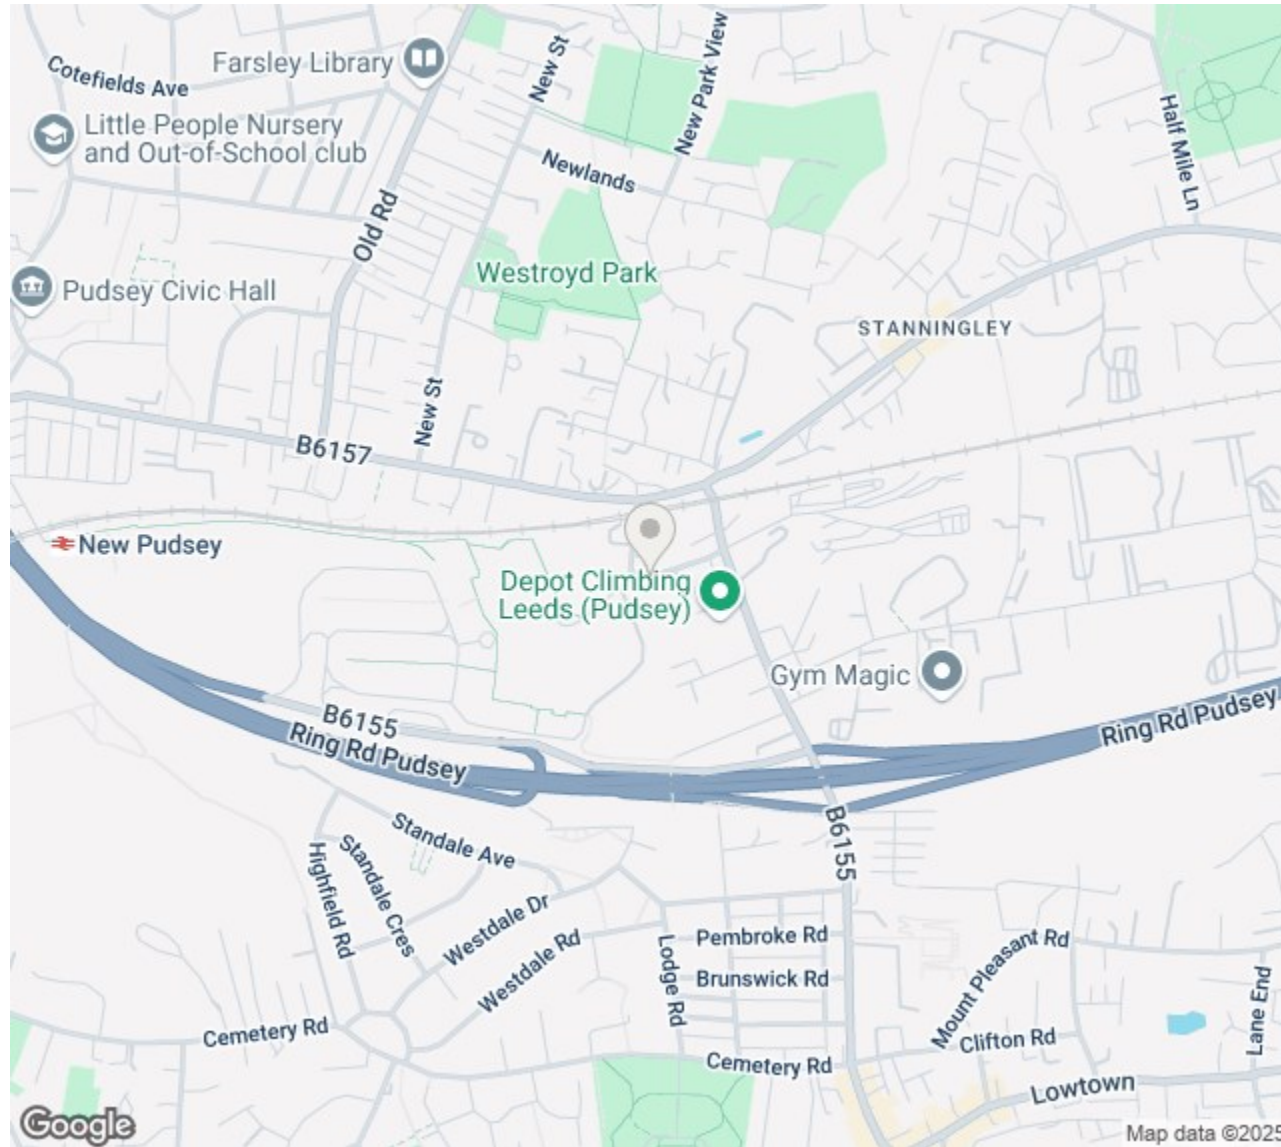 Farsley Library
Cotefields Ave
New St
New Park View
Half Mile Ln
Little People Nursery
and Out-of-School club
Newlands
Old Rd
Westroyd Park
Pudsey Civic Hall
STANNINGLEY
New St
B6157
New Pudsey
Depot Climbing
Leeds (Pudsey)
Gym Magic
B6155
Ring Rd Pudsey
Ring Rd Pudsey
B6155
Standale Ave
Standale Cres
Highfield Rd
Westdale Dr
Westdale Rd
Lodge Rd
Pembroke Rd
Brunswick Rd
Mount Pleasant Rd
Lane End
Cemetery Rd
Clifton Rd
Cemetery Rd
Lowtown
Google
Map data ©2025